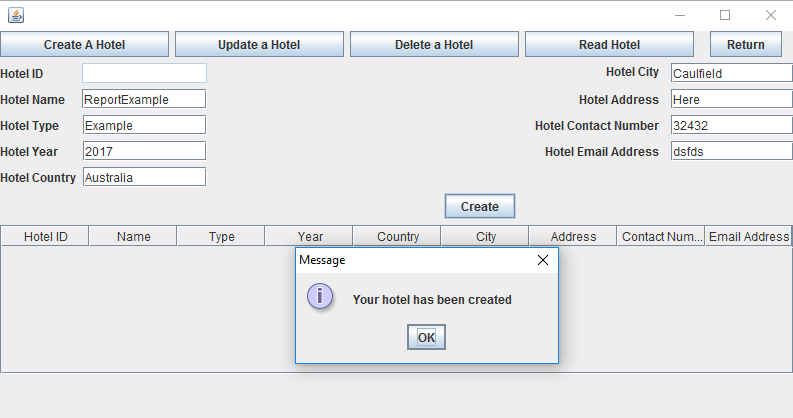 Create A Hotel Update a Hotel Delete a Hotel Read Hotel Return
Hotel ID Hotel City Caulfield
Hotel Name ReportExample Hotel Address Here
Hotel Type Example Hotel Contact Number 32432
Hotel Year 2017 Hotel Email Address dsfds
Hotel Country Australia
Create
Hotel ID Name Type Year Country City Address Contact Num... Email Address
Message
Your hotel has been created
OK